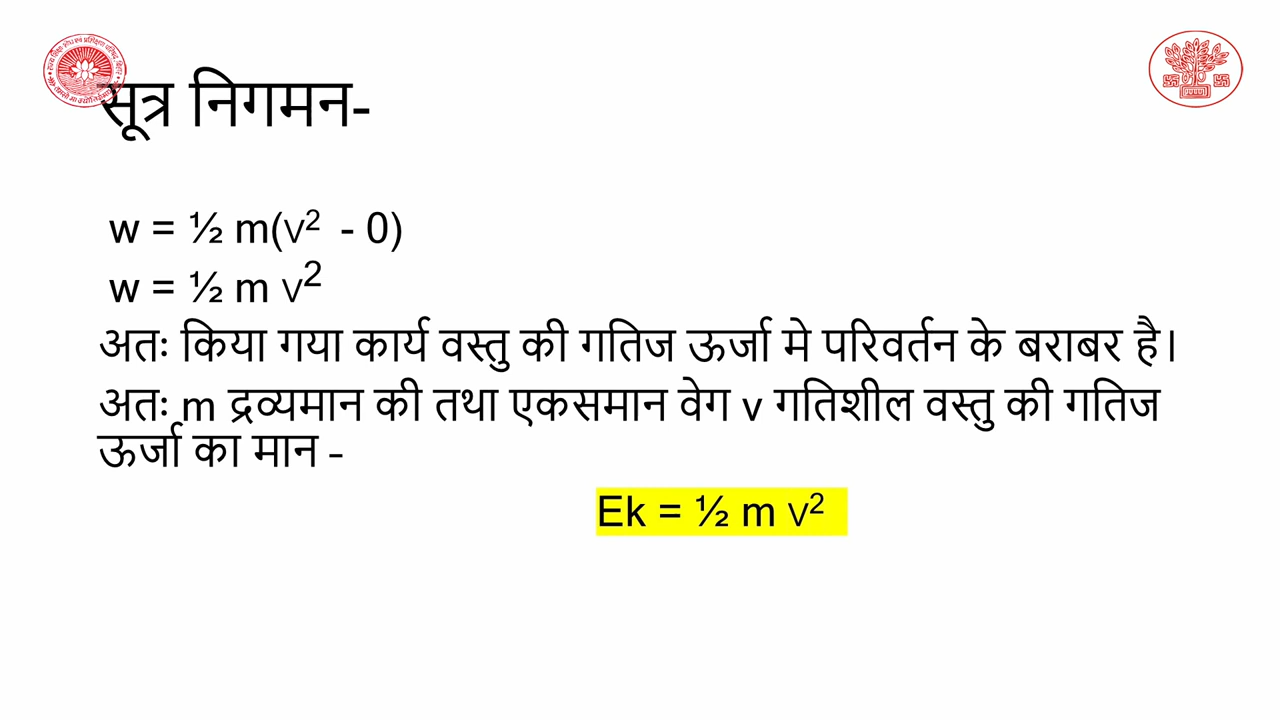 सूत्र निगमन-
w = ½ m(v² - 0)
w = ½ m v²
अतः किया गया कार्य वस्तु की गतिज ऊर्जा मे परिवर्तन के बराबर है।
अतः m द्रव्यमान की तथा एकसमान वेग v गतिशील वस्तु की गतिज
ऊर्जा का मान -
Ek = ½ m v²